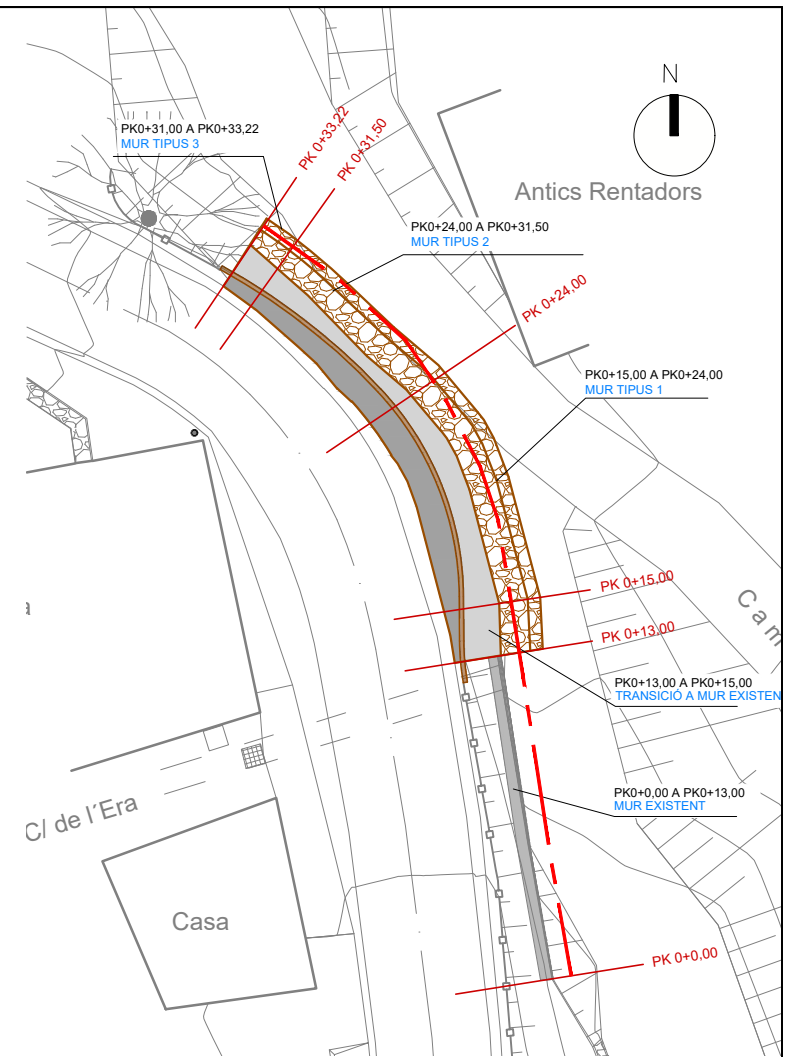 N
PK0+31,00 A PK0+33,22
MUR TIPUS 3
PK 0+33,22
PK 0+31,50
Antics Rentadors
PK0+24,00 A PK0+31,50
MUR TIPUS 2
PK 0+24,00
PK0+15,00 A PK0+24,00
MUR TIPUS 1
PK 0+15,00
a
Cam
PK 0+13,00
PK0+13,00 A PK0+15,00
TRANSICIÓ A MUR EXISTEN
PK0+0,00 A PK0+13,00
MUR EXISTENT
C/ de l´Era
Casa
PK 0+0,00